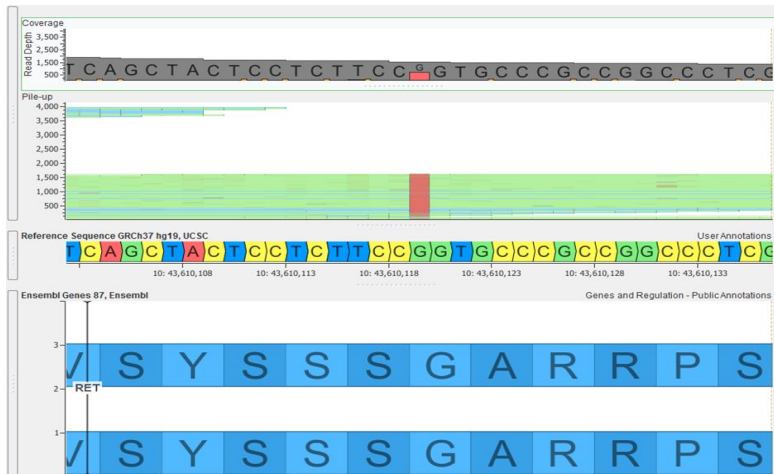 Coverage
Read Depth
3,500
2,500
1,500
500
TCAGCTACTCCTCTTCCGGTGCCCGCCGGCCCTCG
Pile-up
4,000
3,500
3,000
2,500
2,000
1,500
1,000
500
Reference Sequence GRCh37 hg19, UCSC
User Annotations
TCAGCTACTCCTCTTCCGGTGCCCGCCGGCCCTCG
10: 43,610,108
10: 43,610,113
10: 43,610,118
10: 43,610,123
10: 43,610,128
10: 43,610,133
Ensembl Genes 87, Ensembl
Genes and Regulation - Public Annotations
3
V S Y S S S G A R R P S
2
RET
1
V S Y S S S G A R R P S